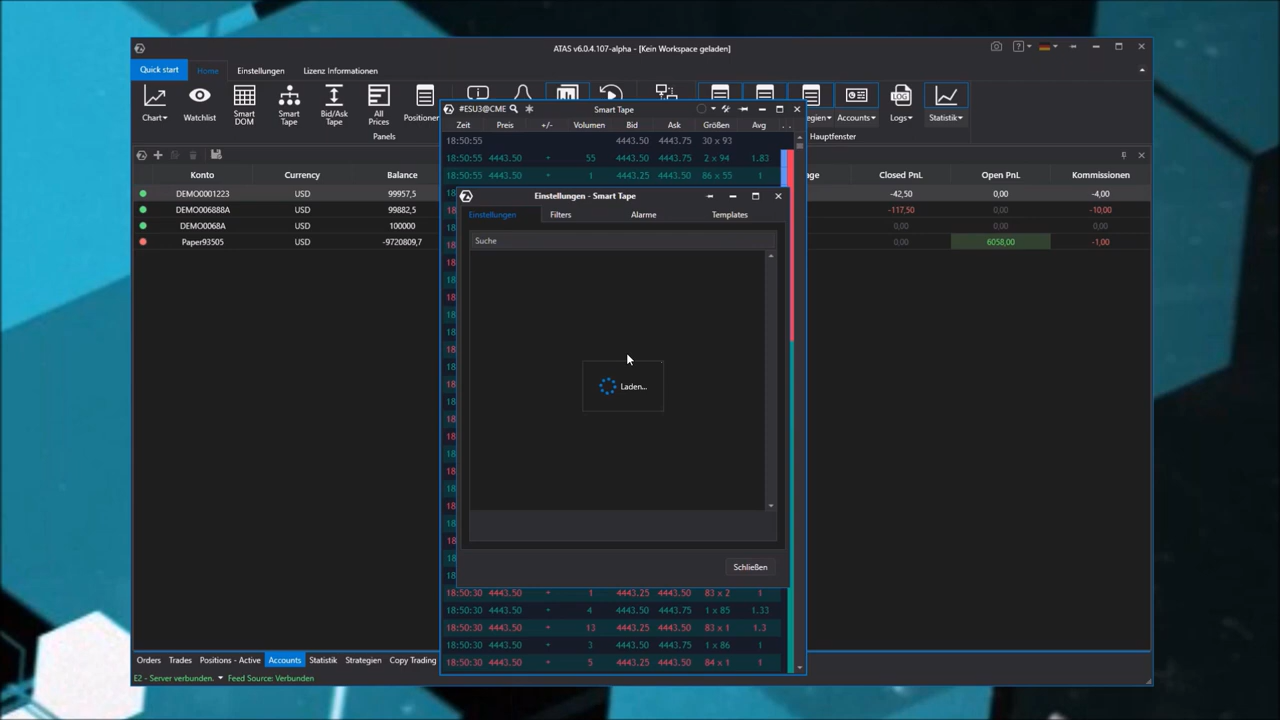 ATAS v6.0.4.107-alpha - [Kein Workspace geladen]
Quick start Home Einstellungen Lizenz Informationen
Chart Watchlist Smart DOM Smart Tape Bid/Ask Tape All Prices Positionen Accounts Logs Statistik
Panels Hauptfenster
#ESU3@CME Smart Tape
Zeit Preis +/- Volumen Bid Ask Größen Avg
18:50:55 4443.50 4443.75 30 x 93
18:50:55 4443.50 + 55 4443.50 4443.75 2 x 94 1.83
18:50:55 4443.50 + 1 4443.25 4443.50 86 x 55 1
Konto Currency Balance Closed PnL Open PnL Kommissionen
DEMO0001223 USD 99957,5 -42,50 0,00 -4,00
DEMO006888A USD 99882,5 -117,50 0,00 -10,00
DEMO0068A USD 100000 0,00 0,00 0,00
Paper93505 USD -9720809,7 0,00 6058,00 -1,00
Einstellungen - Smart Tape
Einstellungen Filters Alarme Templates
Suche
Laden...
Schließen
18:50:30 4443.50 + 1 4443.25 4443.50 83 x 2 1
18:50:30 4443.50 + 4 4443.50 4443.75 1 x 85 1.33
18:50:30 4443.50 + 13 4443.25 4443.50 83 x 1 1.3
18:50:30 4443.50 + 3 4443.50 4443.75 1 x 86 1
18:50:30 4443.50 + 5 4443.25 4443.50 84 x 1 1
Orders Trades Positions - Active Accounts Statistik Strategien Copy Trading
E2 - Server verbunden. Feed Source: Verbunden